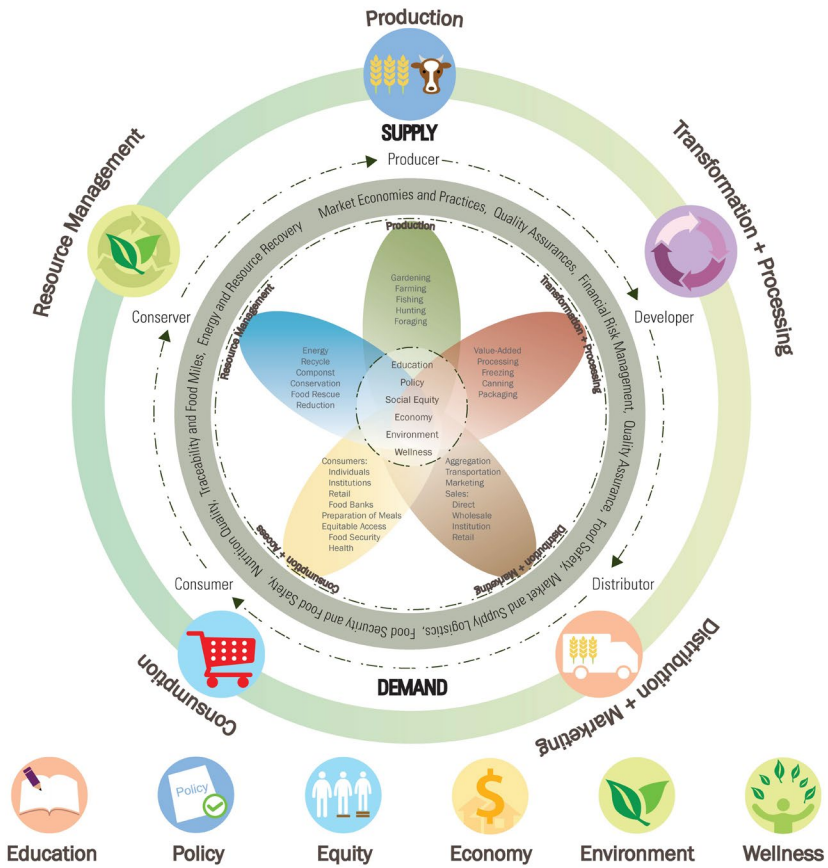 Production
SUPPLY
Producer
Resource Management
Transformation + Processing
Conserver
Developer
Market Economies and Practices, Quality Assurances, Financial Risk Management, Quality Assurance, Food Safety, Market and Supply Logistics, Food Security and Food Safety, Nutrition Quality, Traceability and Food Miles, Energy and Resource Recovery
Production
Gardening
Farming
Fishing
Hunting
Foraging
Resource Management
Energy
Recycle
Componst
Conservation
Food Rescue
Reduction
Transformation + Processing
Value-Added
Processing
Freezing
Canning
Packaging
Education
Policy
Social Equity
Economy
Environment
Wellness
Consumers:
Individuals
Institutions
Retail
Food Banks
Preparation of Meals
Equitable Access
Food Security
Health
Consumption + Access
Aggregation
Transportation
Marketing
Sales:
Direct
Wholesale
Institution
Retail
Distribution + Marketing
Consumer
Distributor
DEMAND
Consumption
Distribution + Marketing
Policy
Education
Policy
Equity
Economy
Environment
Wellness